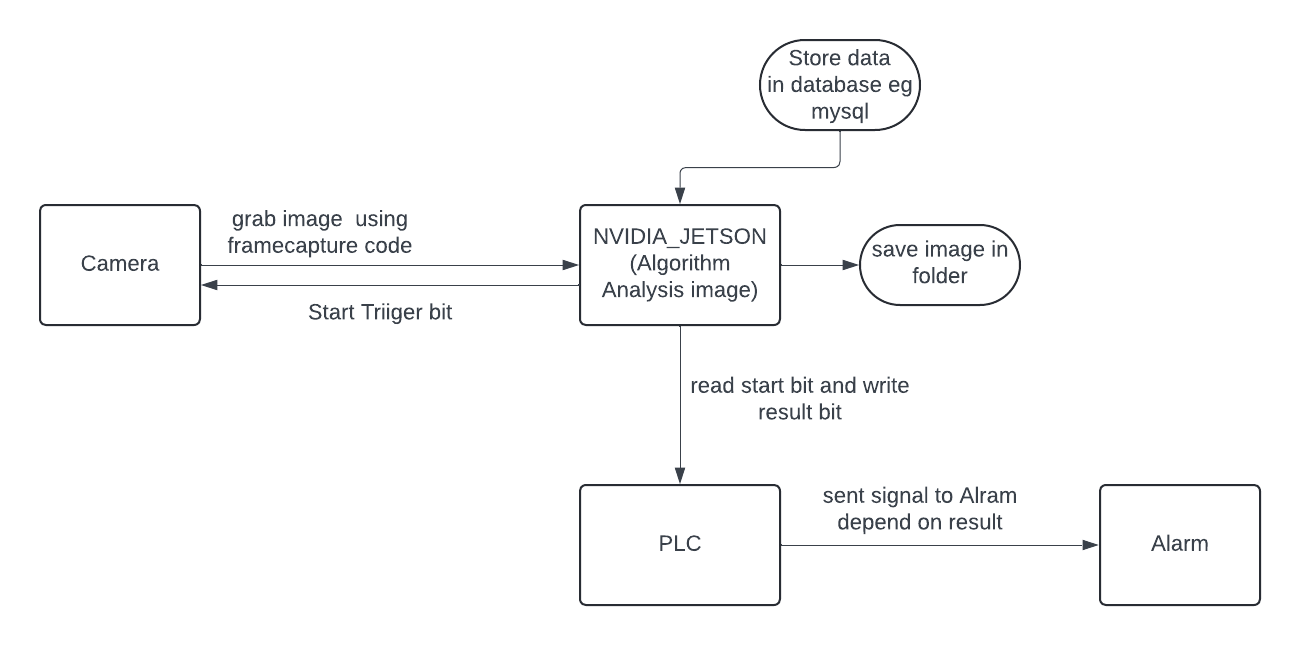 Store data
in database eg
mysql
grab image  using
framecapture code
Camera
NVIDIA_JETSON
(Algorithm
Analysis image)
save image in
folder
Start Triiger bit
read start bit and write
result bit
sent signal to Alram
depend on result
PLC
Alarm